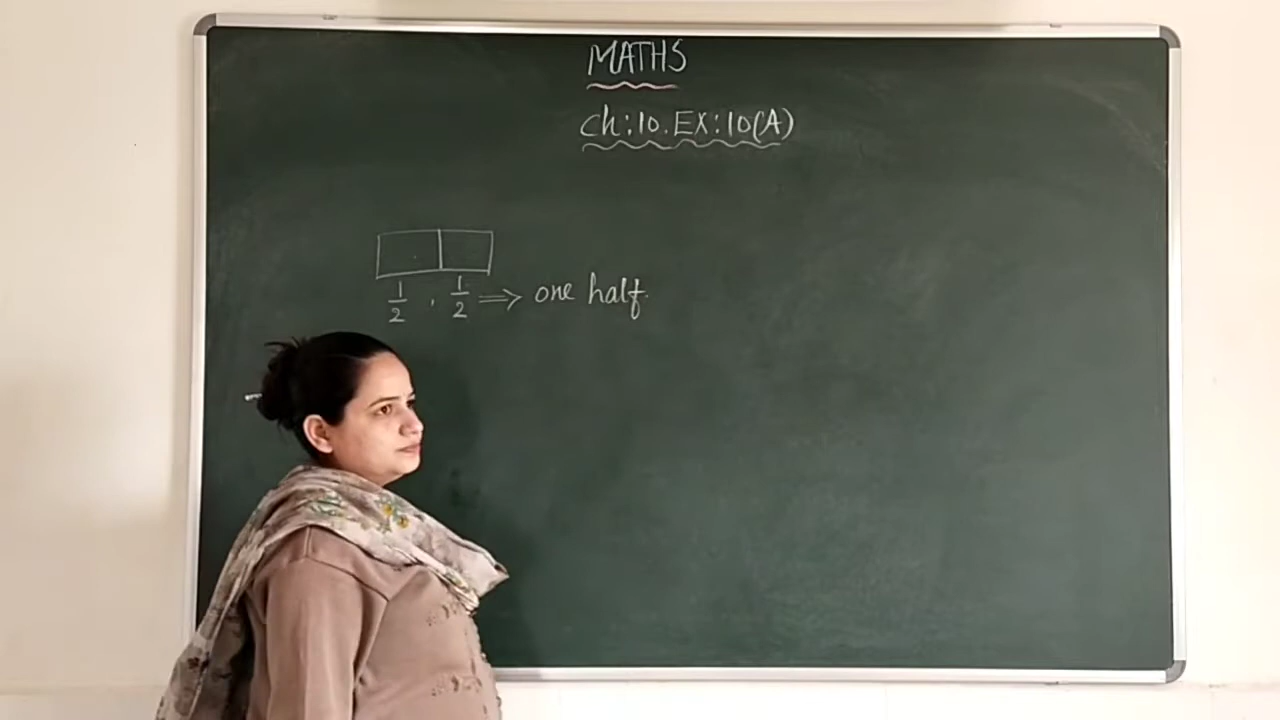 MATHS
Ch:10. EX:10(A)
1/2 , 1/2 ⇒ one half.